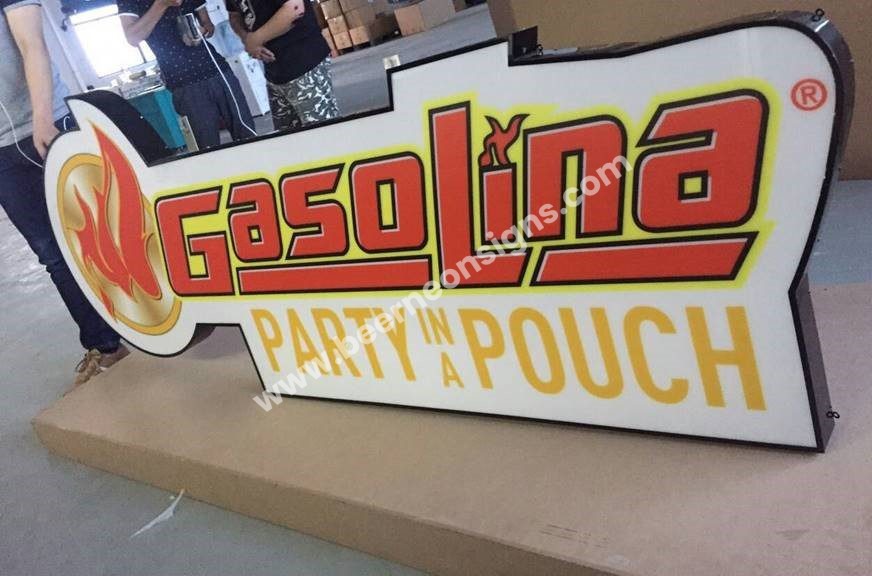 GasoLina ®
PARTY IN A POUCH
www.beerneonsigns.com